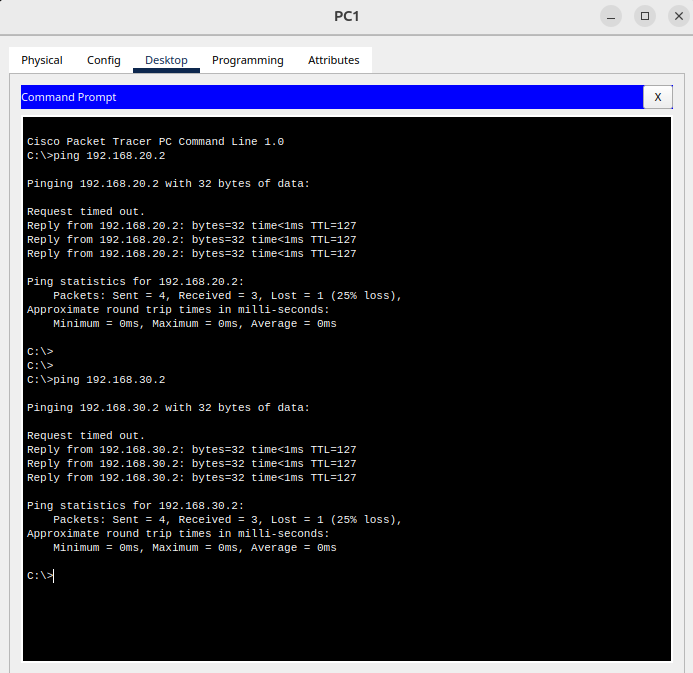 PC1
Physical Config Desktop Programming Attributes
Command Prompt X
Cisco Packet Tracer PC Command Line 1.0
C:\>ping 192.168.20.2
Pinging 192.168.20.2 with 32 bytes of data:
Request timed out.
Reply from 192.168.20.2: bytes=32 time<1ms TTL=127
Reply from 192.168.20.2: bytes=32 time<1ms TTL=127
Reply from 192.168.20.2: bytes=32 time<1ms TTL=127
Ping statistics for 192.168.20.2:
    Packets: Sent = 4, Received = 3, Lost = 1 (25% loss),
Approximate round trip times in milli-seconds:
    Minimum = 0ms, Maximum = 0ms, Average = 0ms
C:\>
C:\>
C:\>ping 192.168.30.2
Pinging 192.168.30.2 with 32 bytes of data:
Request timed out.
Reply from 192.168.30.2: bytes=32 time<1ms TTL=127
Reply from 192.168.30.2: bytes=32 time<1ms TTL=127
Reply from 192.168.30.2: bytes=32 time<1ms TTL=127
Ping statistics for 192.168.30.2:
    Packets: Sent = 4, Received = 3, Lost = 1 (25% loss),
Approximate round trip times in milli-seconds:
    Minimum = 0ms, Maximum = 0ms, Average = 0ms
C:\>